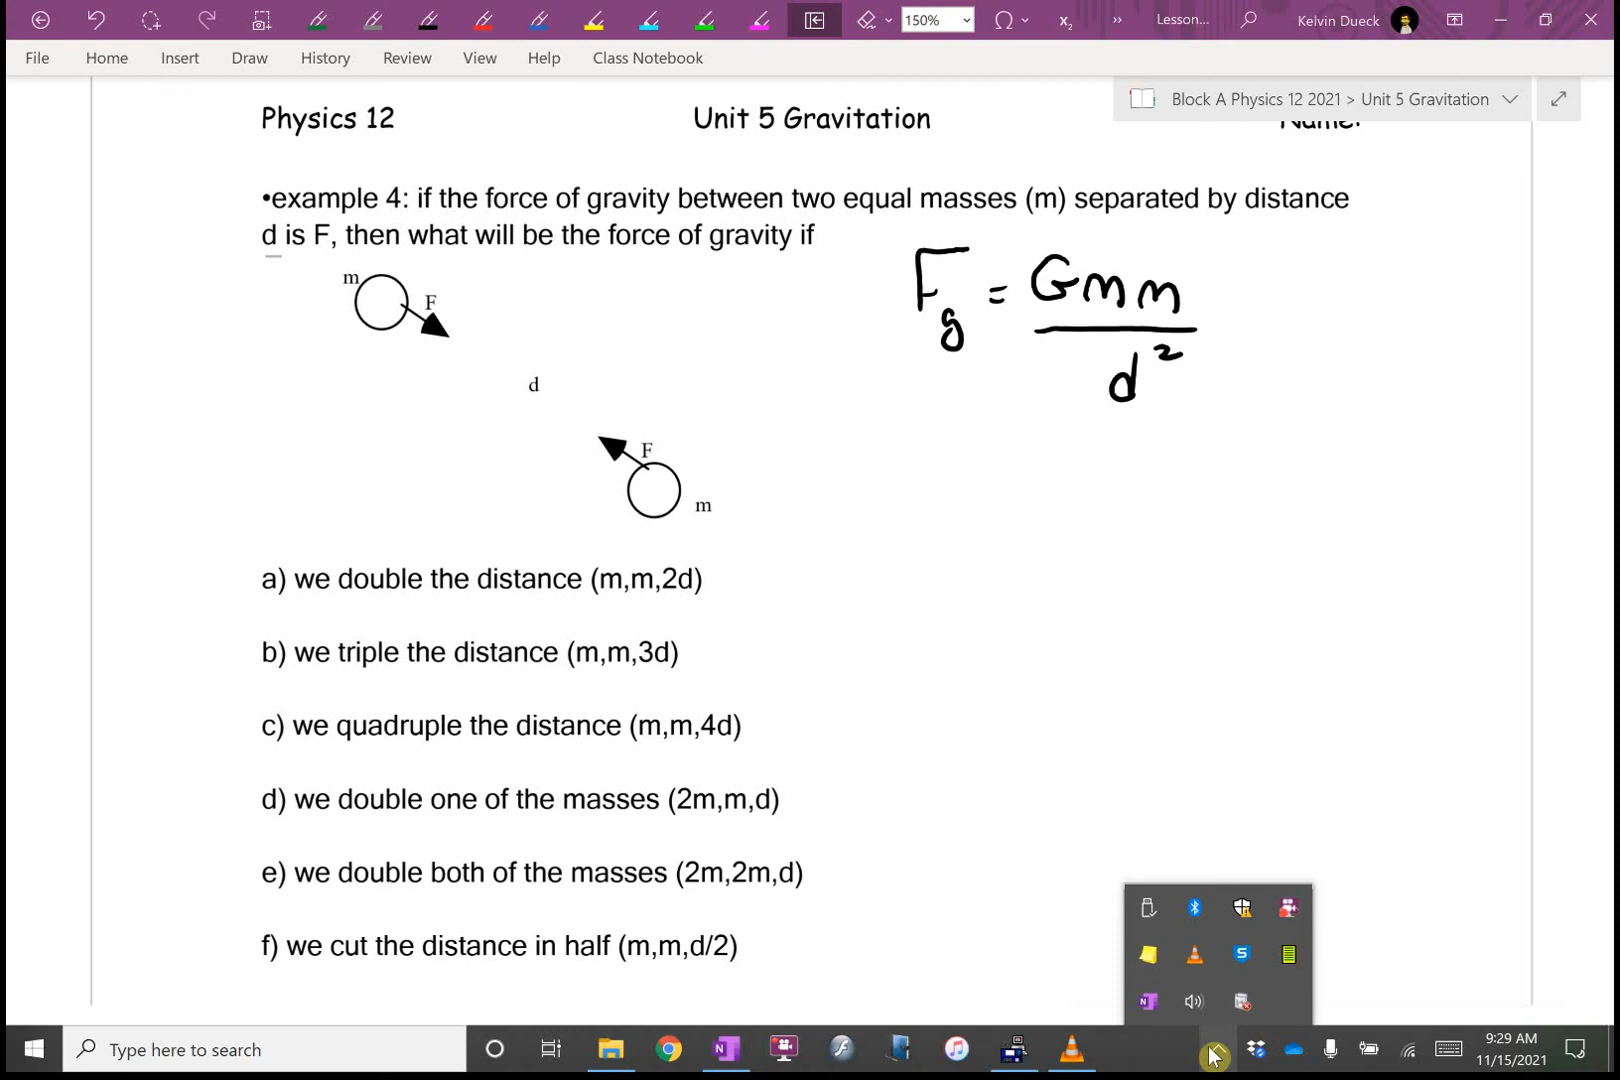 150% Lesson... Kelvin Dueck
x₂
File Home Insert Draw History Review View Help Class Notebook
Block A Physics 12 2021 > Unit 5 Gravitation
Physics 12 Unit 5 Gravitation Name:
•example 4: if the force of gravity between two equal masses (m) separated by distance
d is F, then what will be the force of gravity if
m
F
d
F
m
Fg = Gmm
d²
a) we double the distance (m,m,2d)
b) we triple the distance (m,m,3d)
c) we quadruple the distance (m,m,4d)
d) we double one of the masses (2m,m,d)
e) we double both of the masses (2m,2m,d)
f) we cut the distance in half (m,m,d/2)
Type here to search
9:29 AM
11/15/2021